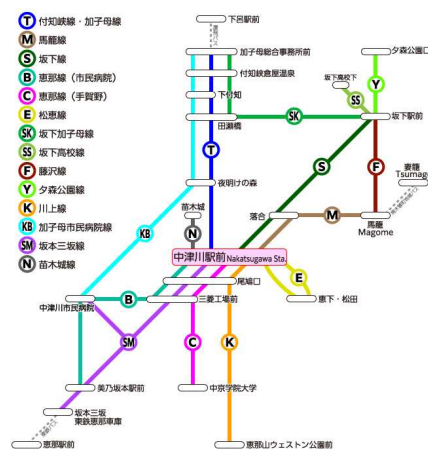 T 付知峡線・加子母線
M 馬籠線
S 坂下線
B 恵那線(市民病院)
C 恵那線(手賀野)
E 松恵線
SK 坂下加子母線
SS 坂下高校線
F 藤沢線
Y 夕森公園線
K 川上線
KB 加子母市民病院線
SM 坂本三坂線
N 苗木城線
下呂駅前
加子母総合事務所前
夕森公園口
付知峡倉屋温泉
坂下高校下
下付知
SS
Y
田瀬橋
SK
坂下駅前
T
S
F
妻籠
Tsumago
夜明けの森
苗木城
落合
M
馬籠
Magome
KB
N
中津川駅前 Nakatsugawa Sta.
尾鳩口
E
中津川市民病院
B
三菱工場前
恵下・松田
SM
C
K
美乃坂本駅前
中京学院大学
坂本三坂
東鉄恵那車庫
恵那駅前
恵那山ウェストン公園前